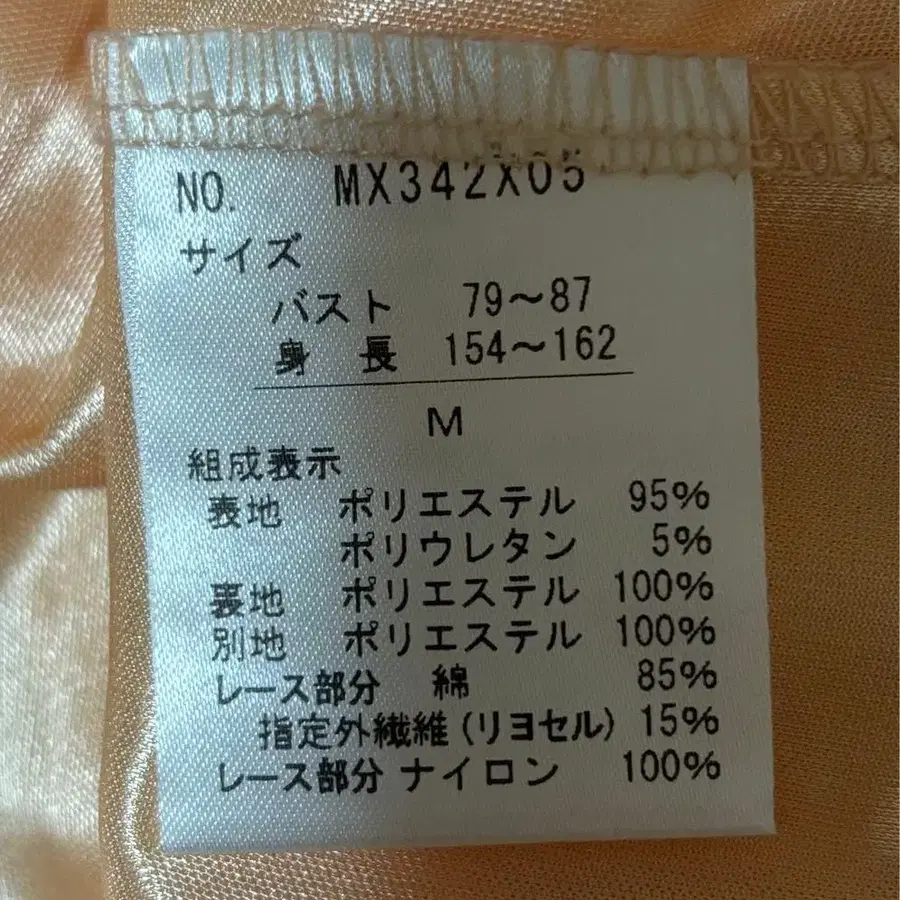 NO. MX342X05
サイズ
バスト 79～87
身長 154～162
M
組成表示
表地 ポリエステル 95%
ポリウレタン 5%
裏地 ポリエステル 100%
別地 ポリエステル 100%
レース部分 綿 85%
指定外繊維(リヨセル) 15%
レース部分 ナイロン 100%